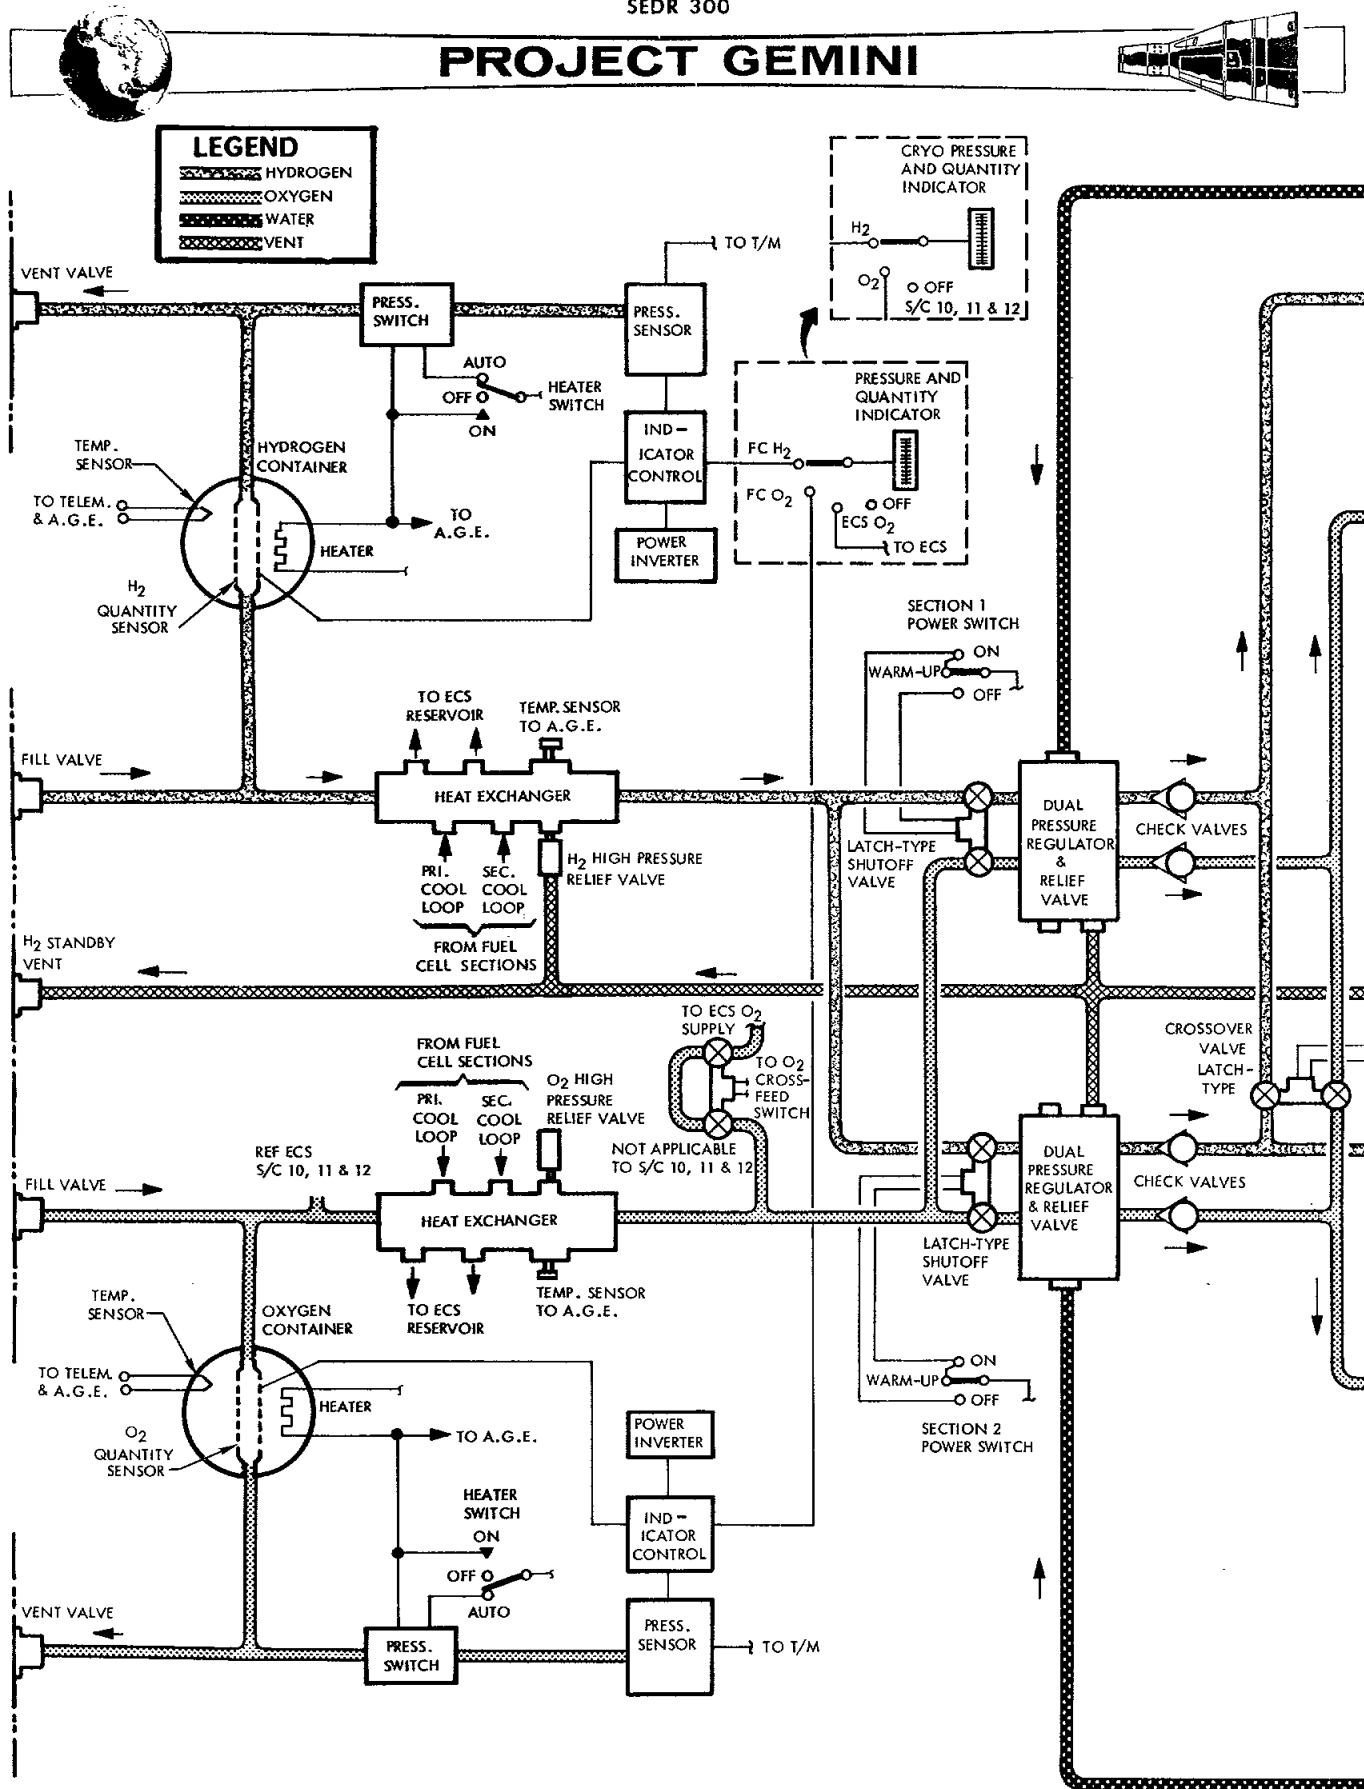 SEDR 300
PROJECT GEMINI
LEGEND
HYDROGEN
OXYGEN
WATER
VENT
CRYO PRESSURE
AND QUANTITY
INDICATOR
H2
O2
OFF
S/C 10, 11 & 12
TO T/M
VENT VALVE
PRESS.
SWITCH
PRESS.
SENSOR
AUTO
OFF
ON
HEATER
SWITCH
PRESSURE AND
QUANTITY
INDICATOR
FC H2
FC O2
OFF
ECS O2
TO ECS
IND-
ICATOR
CONTROL
POWER
INVERTER
TEMP.
SENSOR
HYDROGEN
CONTAINER
TO TELEM.
& A.G.E.
TO
A.G.E.
HEATER
H2
QUANTITY
SENSOR
SECTION 1
POWER SWITCH
ON
WARM-UP
OFF
TO ECS
RESERVOIR
TEMP. SENSOR
TO A.G.E.
FILL VALVE
HEAT EXCHANGER
DUAL
PRESSURE
REGULATOR
&
RELIEF
VALVE
CHECK VALVES
LATCH-TYPE
SHUTOFF
VALVE
H2 HIGH PRESSURE
RELIEF VALVE
PRI.
COOL
LOOP
SEC.
COOL
LOOP
FROM FUEL
CELL SECTIONS
H2 STANDBY
VENT
TO ECS O2
SUPPLY
CROSSOVER
VALVE
LATCH-
TYPE
FROM FUEL
CELL SECTIONS
PRI.
COOL
LOOP
SEC.
COOL
LOOP
O2 HIGH
PRESSURE
RELIEF VALVE
TO O2
CROSS-
FEED
SWITCH
NOT APPLICABLE
TO S/C 10, 11 & 12
REF ECS
S/C 10, 11 & 12
FILL VALVE
HEAT EXCHANGER
DUAL
PRESSURE
REGULATOR
& RELIEF
VALVE
CHECK VALVES
LATCH-TYPE
SHUTOFF
VALVE
TEMP. SENSOR
TO A.G.E.
TO ECS
RESERVOIR
TEMP.
SENSOR
OXYGEN
CONTAINER
TO TELEM.
& A.G.E.
HEATER
O2
QUANTITY
SENSOR
TO A.G.E.
ON
WARM-UP
OFF
SECTION 2
POWER SWITCH
POWER
INVERTER
IND-
ICATOR
CONTROL
HEATER
SWITCH
ON
OFF
AUTO
VENT VALVE
PRESS.
SWITCH
PRESS.
SENSOR
TO T/M